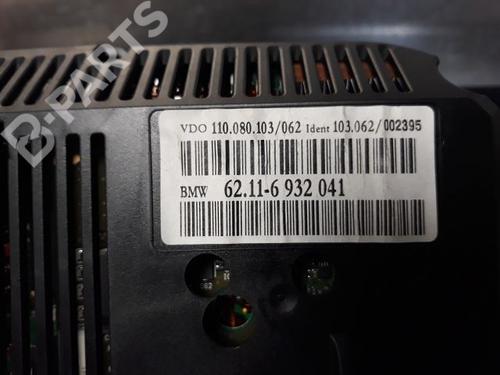 B-PARTS
VDO 110.080.103/062 Ident 103.062/002395
BMW 62.11-6 932 041